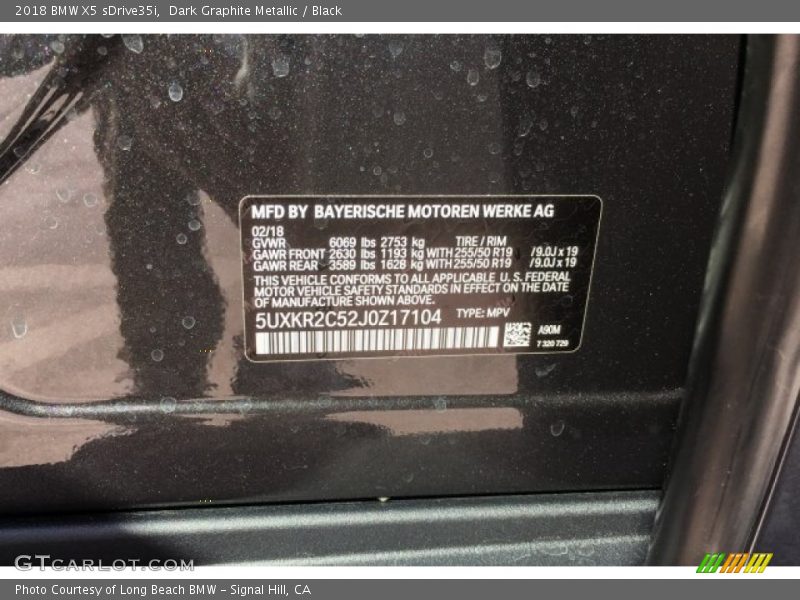 2018 BMW X5 sDrive35i, Dark Graphite Metallic / Black
MFD BY BAYERISCHE MOTOREN WERKE AG
02/18
GVWR 6069 lbs 2753 kg TIRE / RIM
GAWR FRONT 2630 lbs 1193 kg WITH 255/50 R19 /9.0J x 19
GAWR REAR 3589 lbs 1628 kg WITH 255/50 R19 /9.0J x 19
THIS VEHICLE CONFORMS TO ALL APPLICABLE U. S. FEDERAL
MOTOR VEHICLE SAFETY STANDARDS IN EFFECT ON THE DATE
OF MANUFACTURE SHOWN ABOVE.
5UXKR2C52J0Z17104 TYPE: MPV
A90M
7 320 729
GTCARLOT.COM
Photo Courtesy of Long Beach BMW - Signal Hill, CA